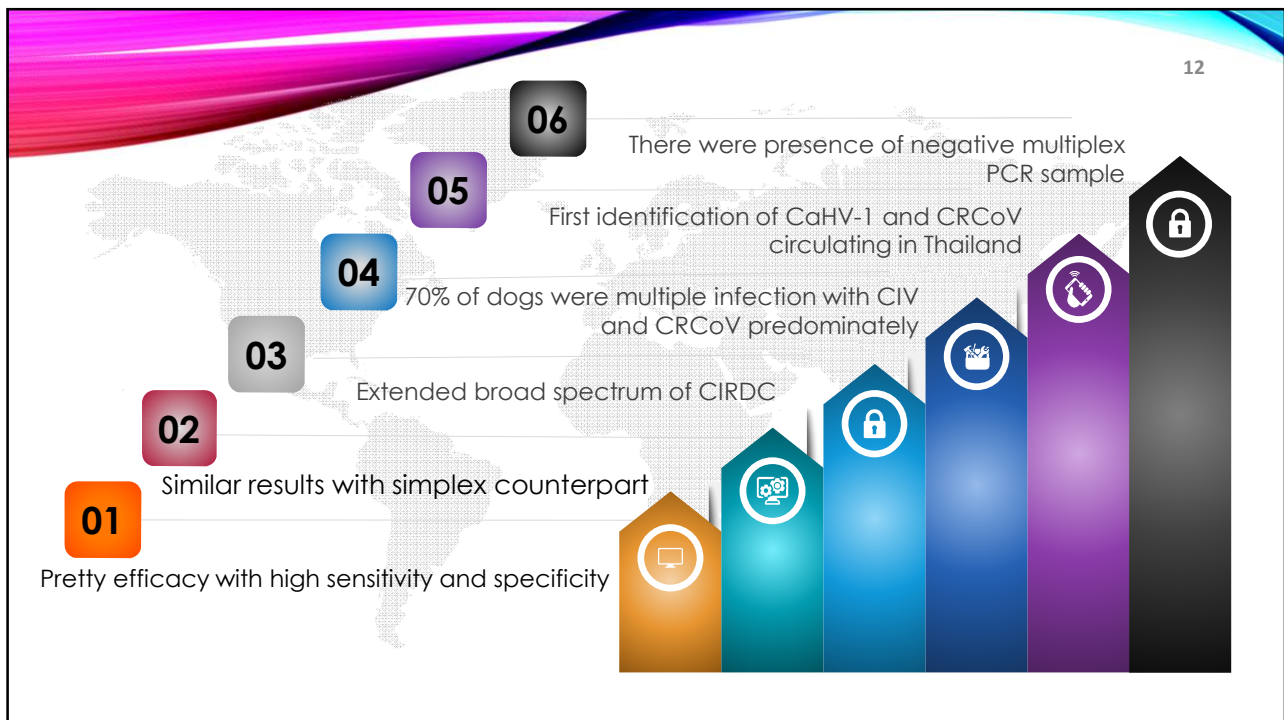 12
06
There were presence of negative multiplex
PCR sample
05
First identification of CaHV-1 and CRCoV
circulating in Thailand
04
70% of dogs were multiple infection with CIV
and CRCoV predominately
03
Extended broad spectrum of CIRDC
02
Similar results with simplex counterpart
01
Pretty efficacy with high sensitivity and specificity